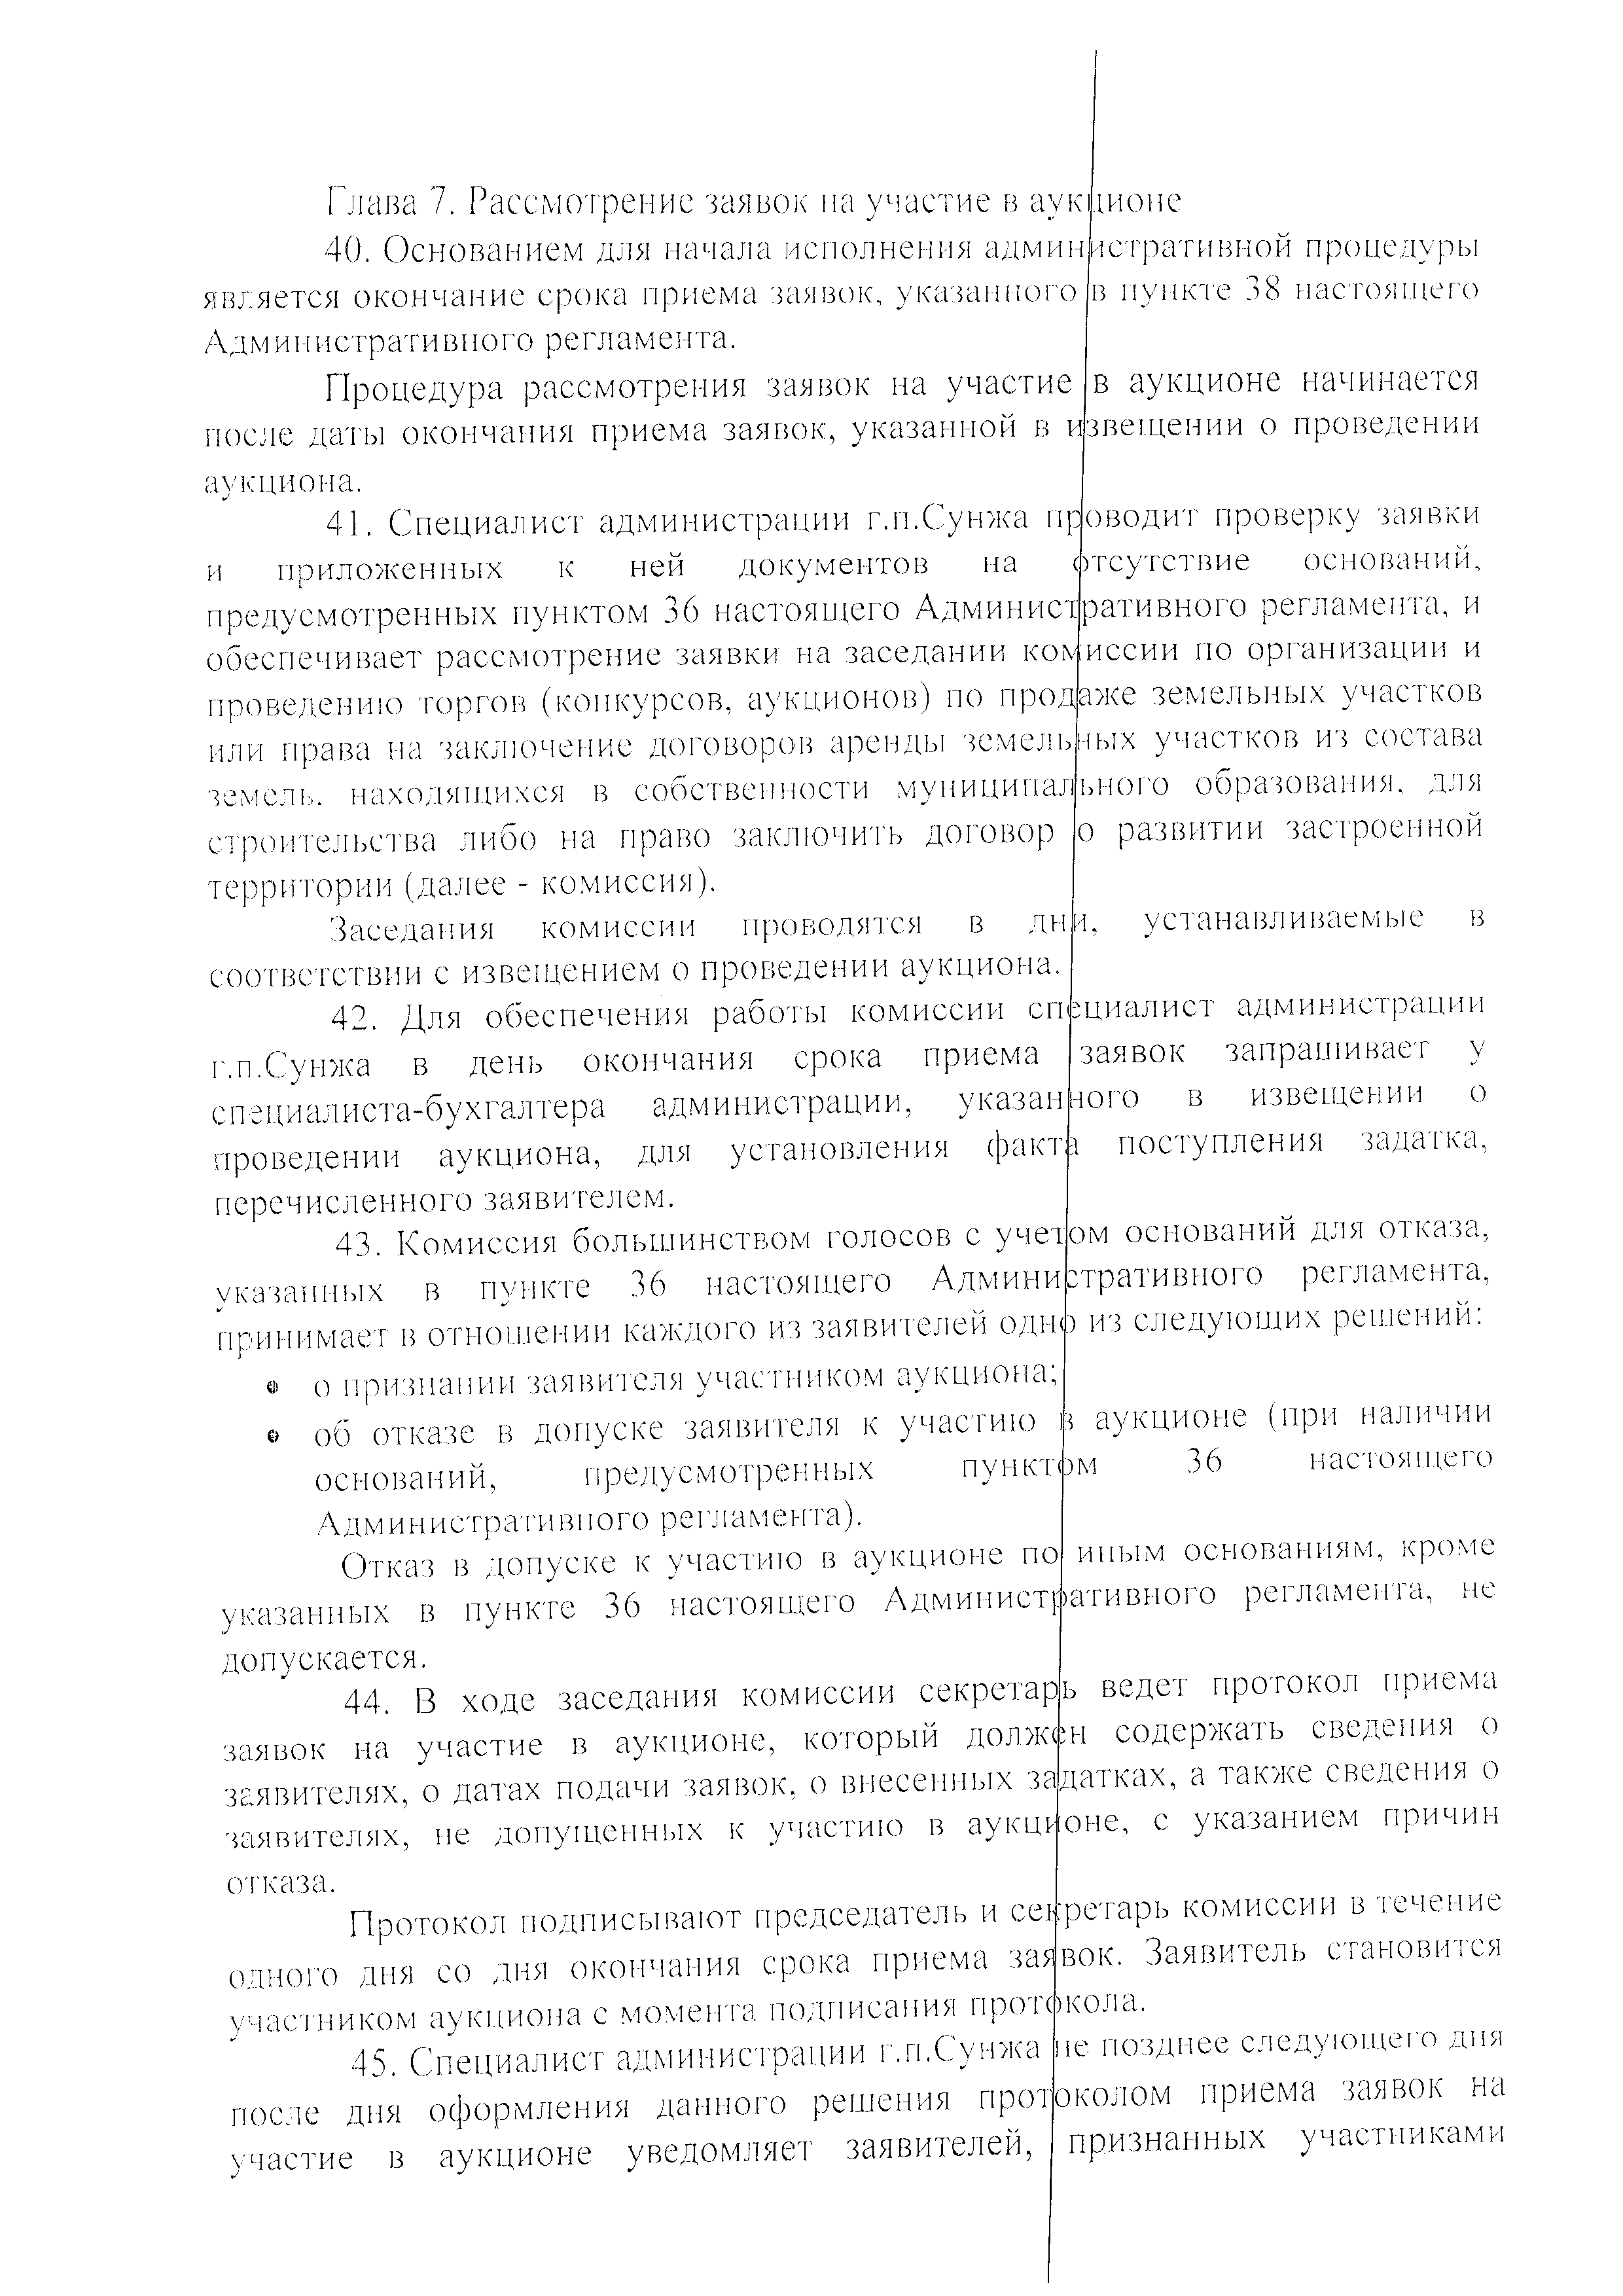 Глава 7. Рассмотрение заявок на участие в аукционе
40. Основанием для начала исполнения административной процедуры
является окончание срока приема заявок, указанного в пункте 38 настоящего
Административного регламента.
Процедура рассмотрения заявок на участие в аукционе начинается
после даты окончания приема заявок, указанной в извещении о проведении
аукциона.
41. Специалист администрации г.п.Сунжа проводит проверку заявки
и приложенных к ней документов на отсутствие оснований,
предусмотренных пунктом 36 настоящего Административного регламента, и
обеспечивает рассмотрение заявки на заседании комиссии по организации и
проведению торгов (конкурсов, аукционов) по продаже земельных участков
или права на заключение договоров аренды земельных участков из состава
земель, находящихся в собственности муниципального образования, для
строительства либо на право заключить договор о развитии застроенной
территории (далее - комиссия).
Заседания комиссии проводятся в дни, устанавливаемые в
соответствии с извещением о проведении аукциона.
42. Для обеспечения работы комиссии специалист администрации
г.п.Сунжа в день окончания срока приема заявок запрашивает у
специалиста-бухгалтера администрации, указанного в извещении о
проведении аукциона, для установления факта поступления задатка,
перечисленного заявителем.
43. Комиссия большинством голосов с учетом оснований для отказа,
указанных в пункте 36 настоящего Административного регламента,
принимает в отношении каждого из заявителей одно из следующих решений:
• о признании заявителя участником аукциона;
• об отказе в допуске заявителя к участию в аукционе (при наличии
оснований, предусмотренных пунктом 36 настоящего
Административного регламента).
Отказ в допуске к участию в аукционе по иным основаниям, кроме
указанных в пункте 36 настоящего Административного регламента, не
допускается.
44. В ходе заседания комиссии секретарь ведет протокол приема
заявок на участие в аукционе, который должен содержать сведения о
заявителях, о датах подачи заявок, о внесенных задатках, а также сведения о
заявителях, не допущенных к участию в аукционе, с указанием причин
отказа.
Протокол подписывают председатель и секретарь комиссии в течение
одного дня со дня окончания срока приема заявок. Заявитель становится
участником аукциона с момента подписания протокола.
45. Специалист администрации г.п.Сунжа не позднее следующего дня
после дня оформления данного решения протоколом приема заявок на
участие в аукционе уведомляет заявителей, признанных участниками